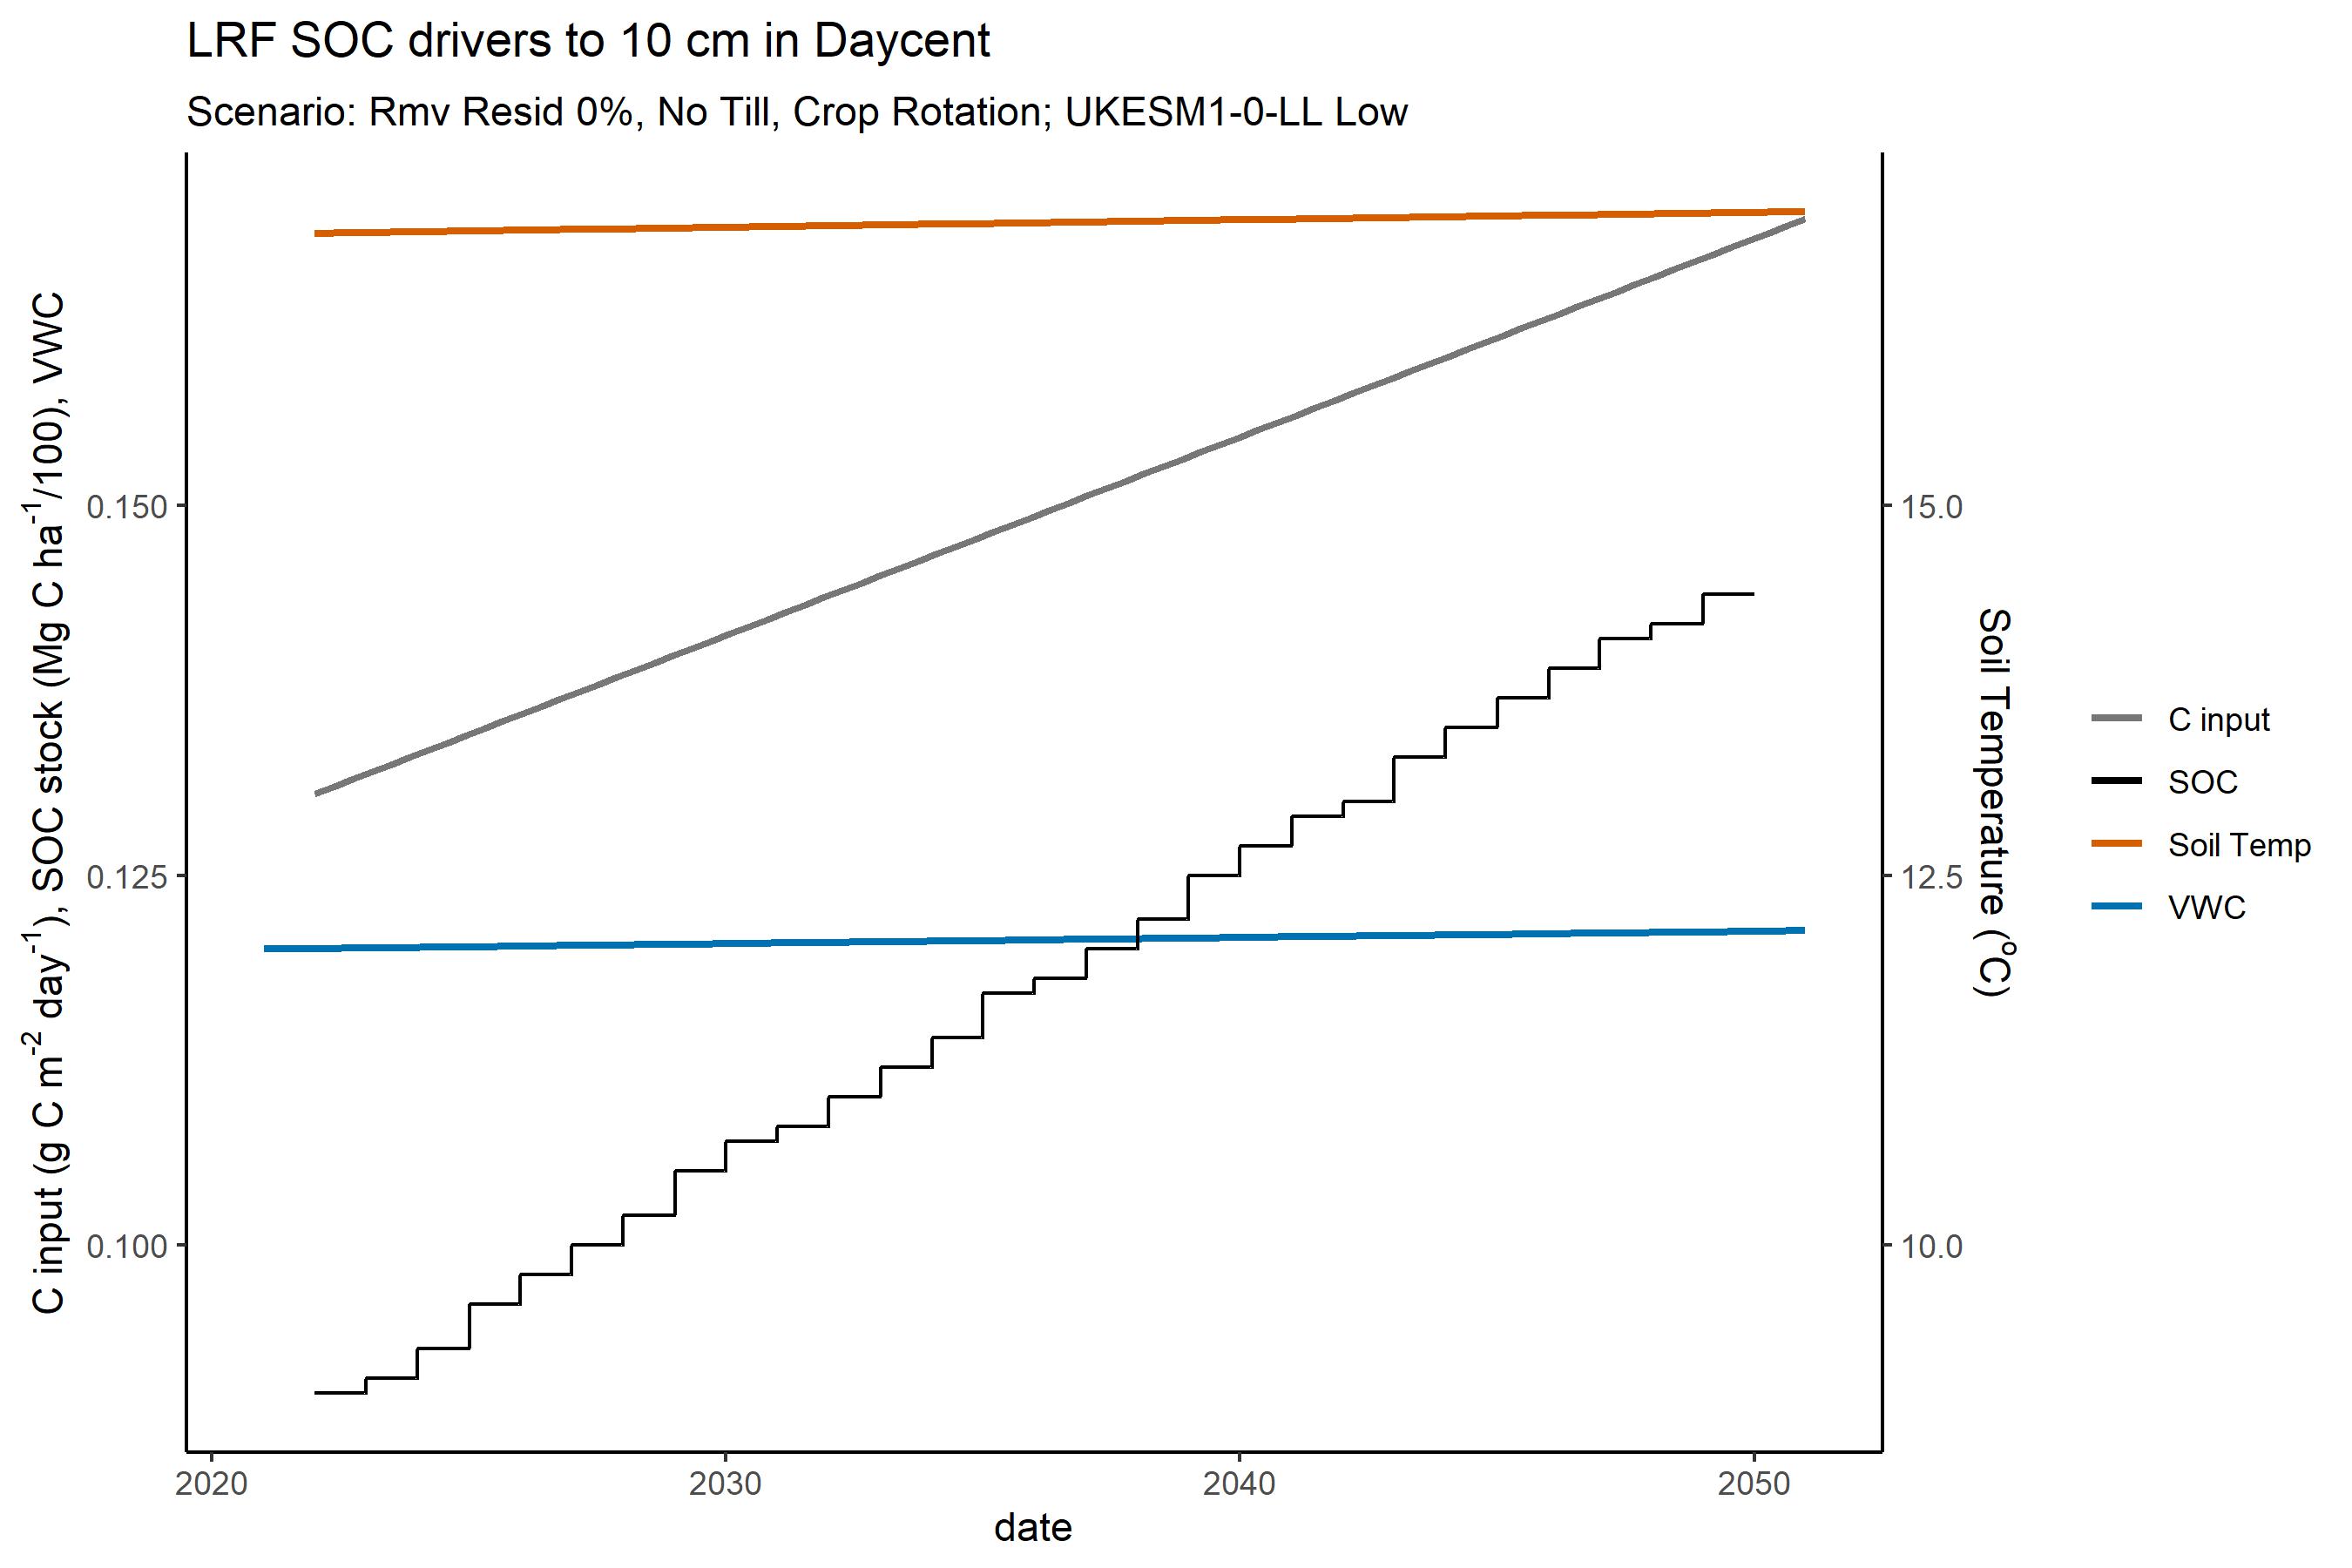 LRF SOC drivers to 10 cm in Daycent
Scenario: Rmv Resid 0%, No Till, Crop Rotation; UKESM1-0-LL Low
C input (g C m⁻² day⁻¹), SOC stock (Mg C ha⁻¹/100), VWC
0.150
0.125
0.100
15.0
12.5
10.0
Soil Temperature (°C)
C input
SOC
Soil Temp
VWC
2020
2030
2040
2050
date